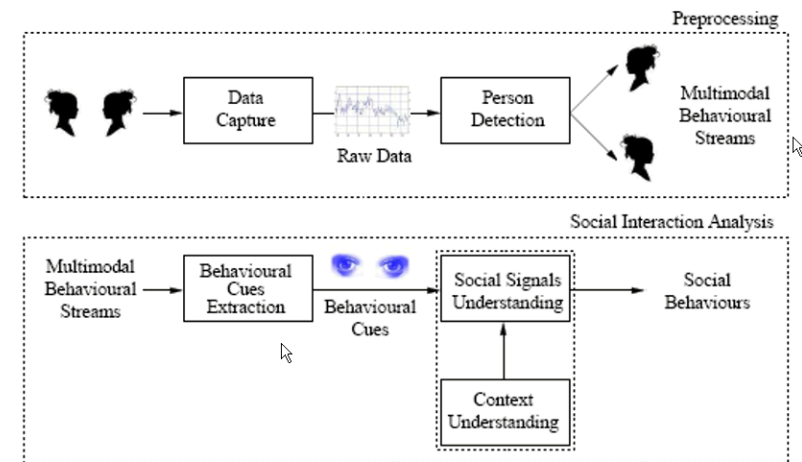 Preprocessing
Data
Capture
Raw Data
Person
Detection
Multimodal
Behavioural
Streams
Social Interaction Analysis
Multimodal
Behavioural
Streams
Behavioural
Cues
Extraction
Behavioural
Cues
Social Signals
Understanding
Social
Behaviours
Context
Understanding